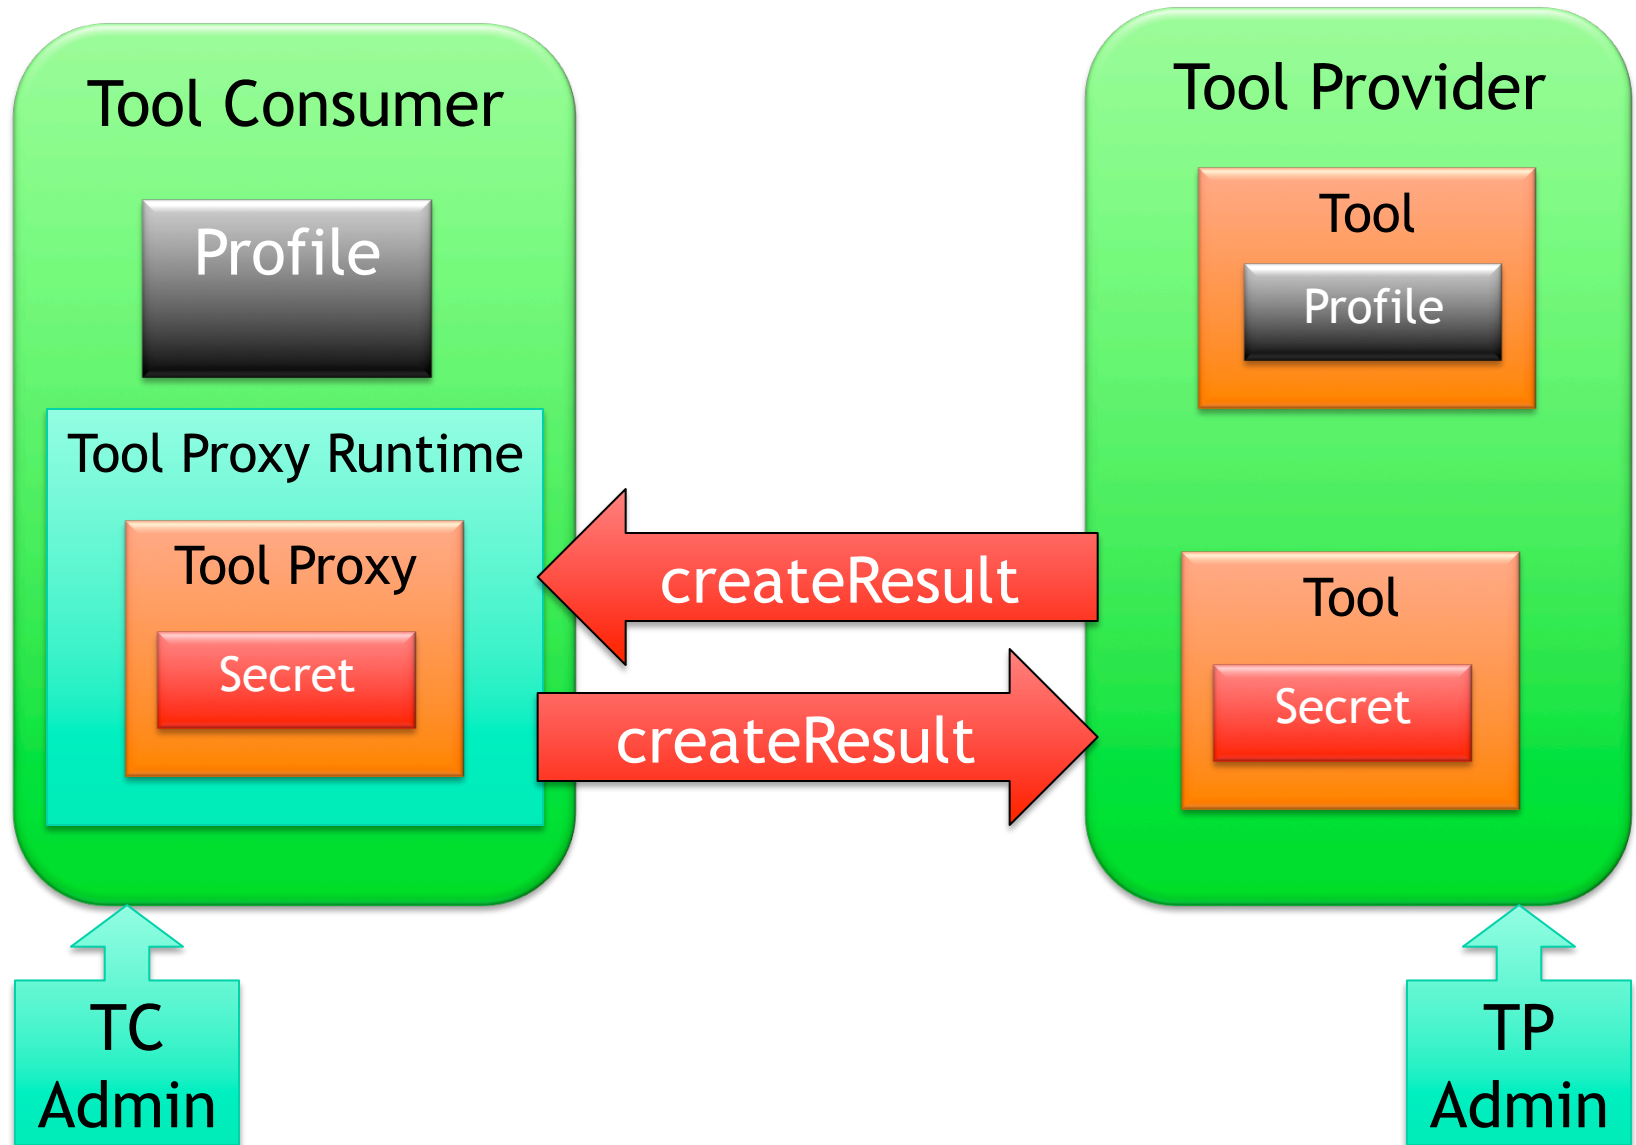 Tool Consumer
Profile
Tool Proxy Runtime
Tool Proxy
Secret
createResult
createResult
Tool Provider
Tool
Profile
Tool
Secret
TC
Admin
TP
Admin